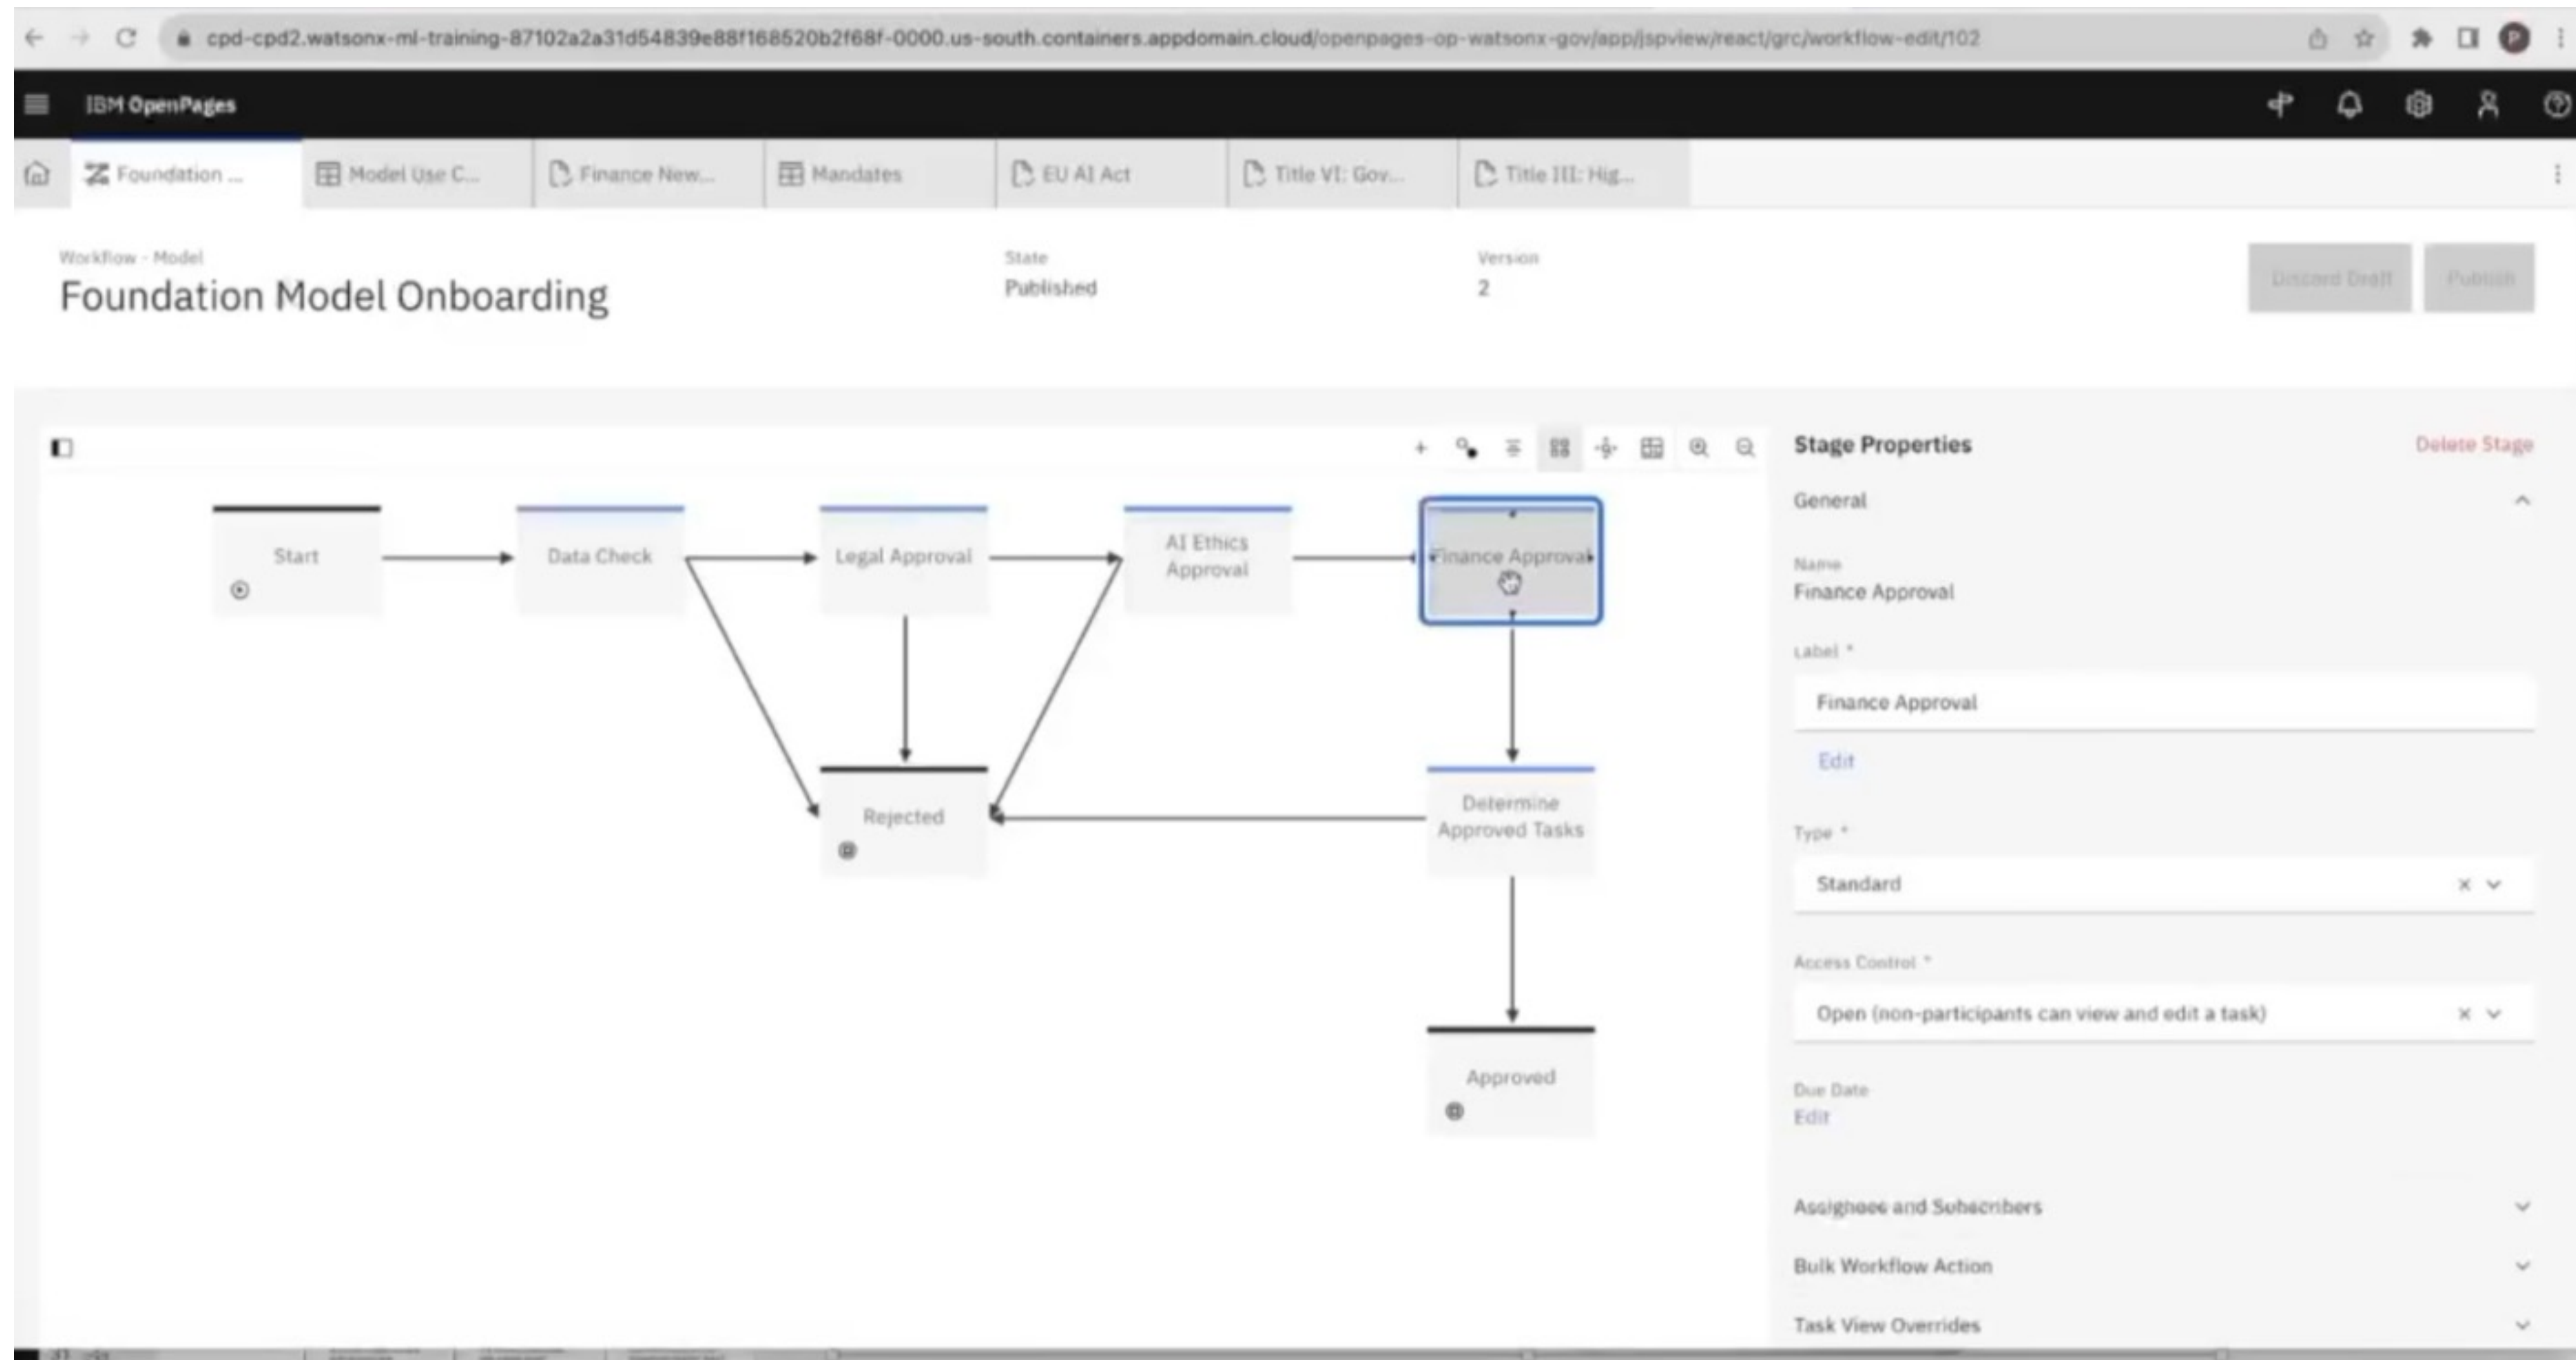 cpd-cpd2.watsonx-ml-training-87102a2a31d54839e88f168520b2f68f-0000.us-south.containers.appdomain.cloud/openpages-op-watsonx-gov/app/jspview/react/grc/workflow-edit/102
P
IBM OpenPages
Foundation ...
Model Use C...
Finance New...
Mandates
EU AI Act
Title VI: Gov...
Title III: Hig...
Workflow - Model
Foundation Model Onboarding
State
Published
Version
2
Discard Draft
Publish
Start
Data Check
Legal Approval
AI Ethics
Approval
Finance Approval
Rejected
Determine
Approved Tasks
Approved
Stage Properties
Delete Stage
General
Name
Finance Approval
Label *
Finance Approval
Edit
Type *
Standard
Access Control *
Open (non-participants can view and edit a task)
Due Date
Edit
Assignees and Subscribers
Bulk Workflow Action
Task View Overrides